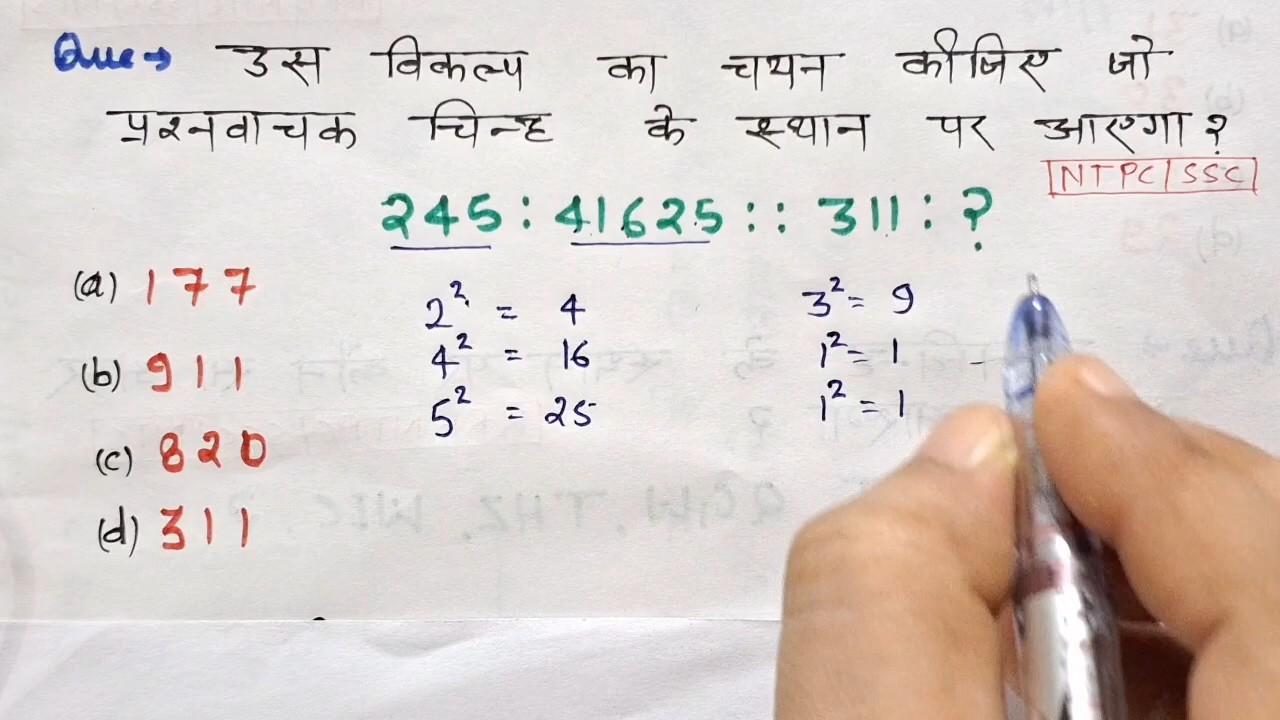 Que→ उस विकल्प का चयन कीजिए जो
प्रश्नवाचक चिन्ह के स्थान पर आएगा?
NTPC|SSC
245 : 41625 :: 311 : ?
(a) 177
(b) 911
(c) 820
(d) 311
2² = 4
4² = 16
5² = 25
3² = 9
1² = 1
1² = 1